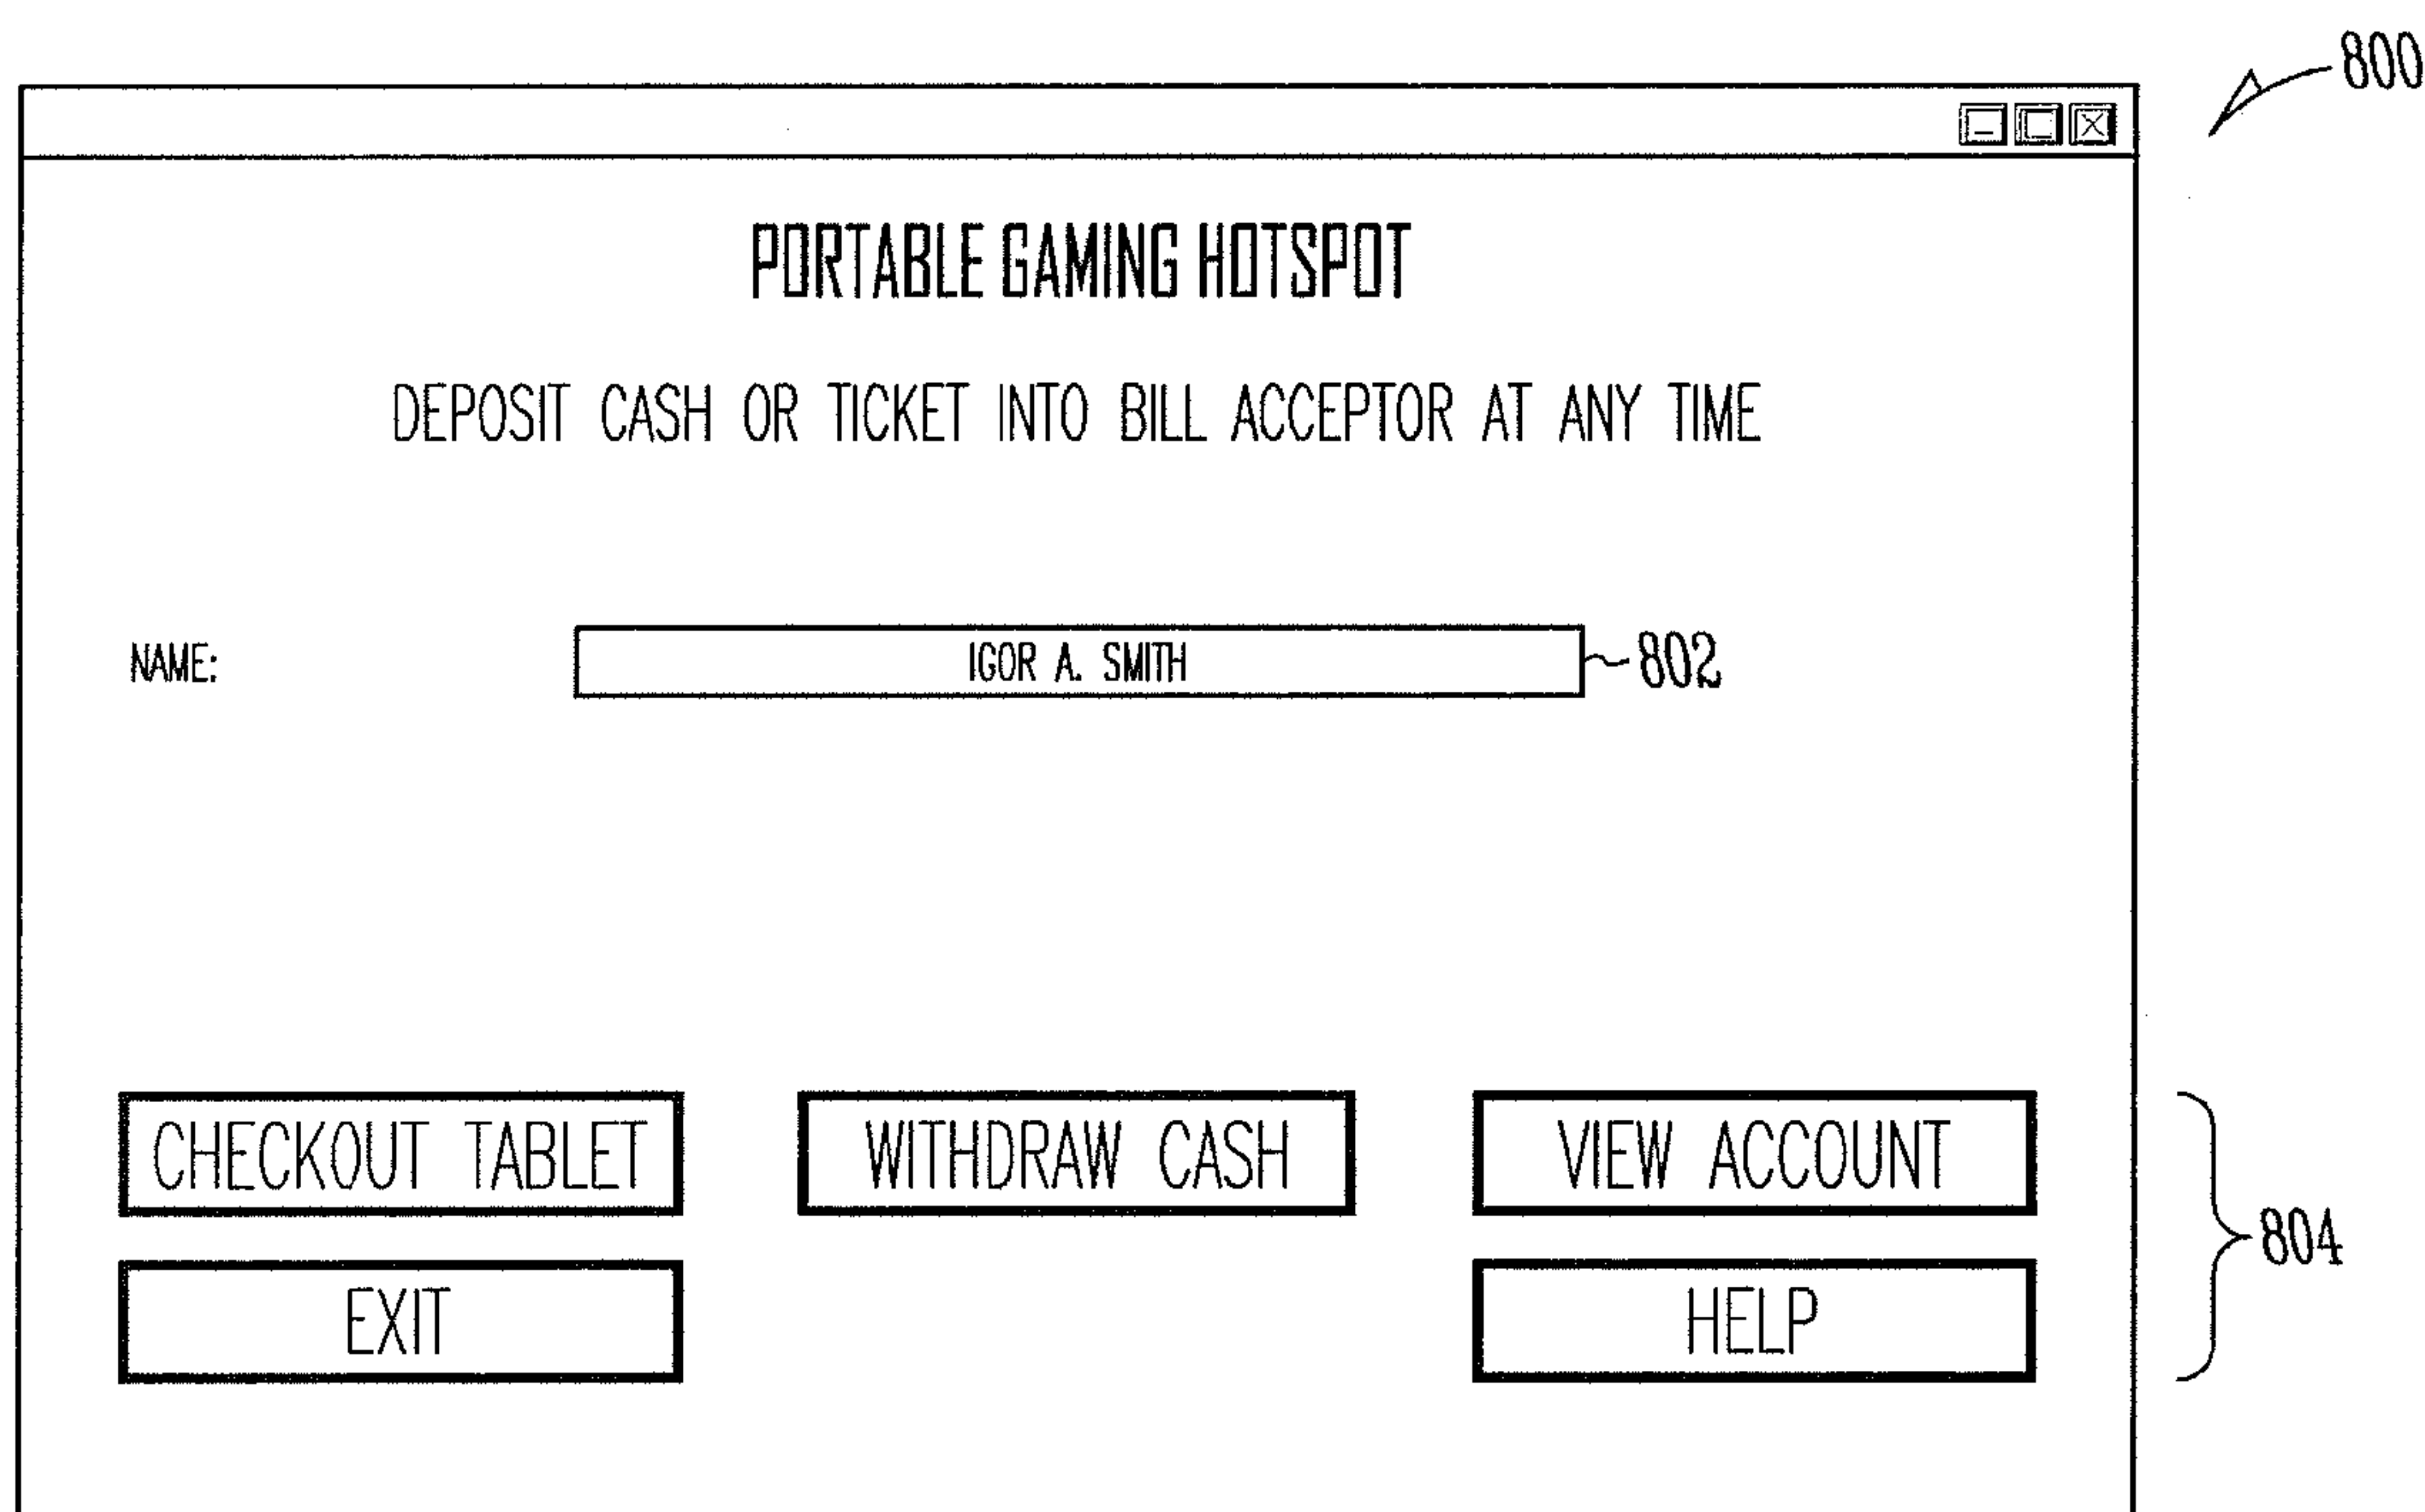 800
PORTABLE GAMING HOTSPOT
DEPOSIT CASH OR TICKET INTO BILL ACCEPTOR AT ANY TIME
NAME: IGOR A. SMITH 802
CHECKOUT TABLET WITHDRAW CASH VIEW ACCOUNT
804
EXIT HELP